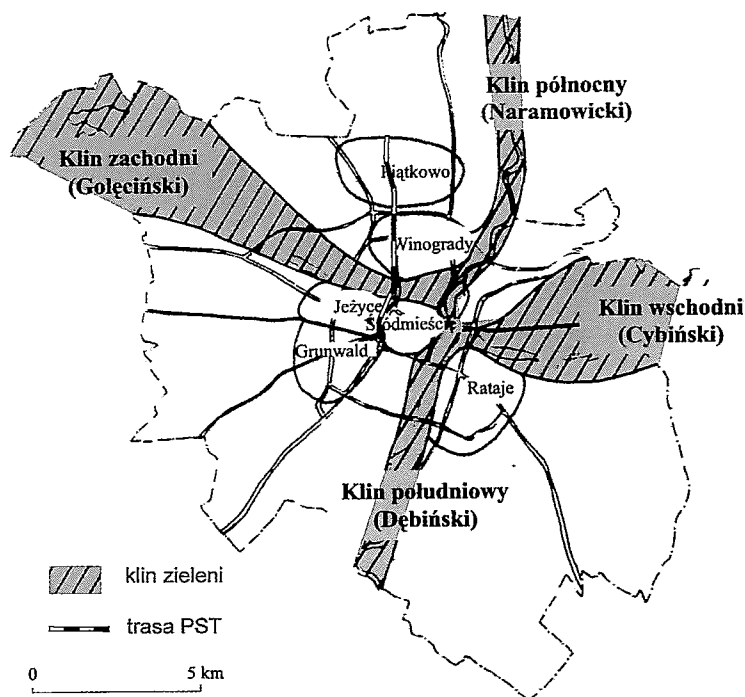 Klin północny
(Naramowicki)
Klin zachodni
(Golęciński)
Piątkowo
Winogrady
Jeżyce
Śródmieście
Klin wschodni
(Cybiński)
Grunwald
Rataje
Klin południowy
(Dębiński)
klin zieleni
trasa PST
0 5 km